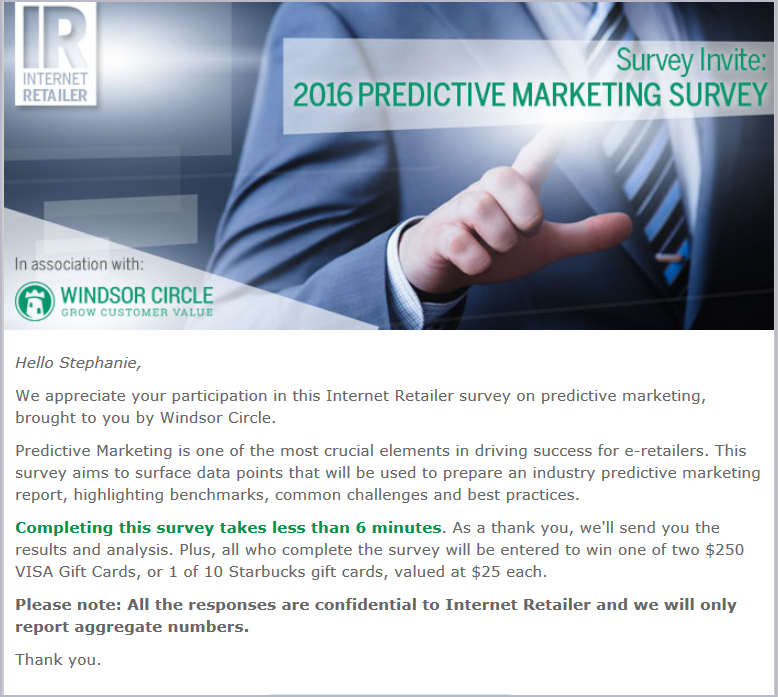 IR
INTERNET
RETAILER
Survey Invite:
2016 PREDICTIVE MARKETING SURVEY
In association with:
WINDSOR CIRCLE
GROW CUSTOMER VALUE
Hello Stephanie,
We appreciate your participation in this Internet Retailer survey on predictive marketing,
brought to you by Windsor Circle.
Predictive Marketing is one of the most crucial elements in driving success for e-retailers. This
survey aims to surface data points that will be used to prepare an industry predictive marketing
report, highlighting benchmarks, common challenges and best practices.
Completing this survey takes less than 6 minutes. As a thank you, we'll send you the
results and analysis. Plus, all who complete the survey will be entered to win one of two $250
VISA Gift Cards, or 1 of 10 Starbucks gift cards, valued at $25 each.
Please note: All the responses are confidential to Internet Retailer and we will only
report aggregate numbers.
Thank you.